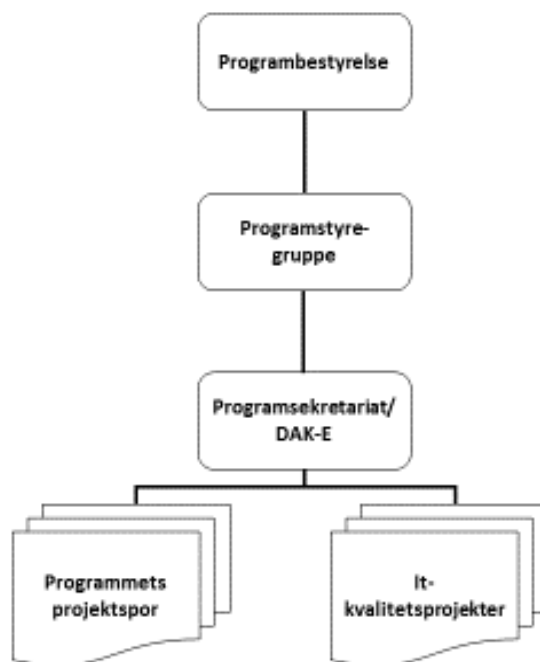 Programbestyrelse
Programstyre-
gruppe
Programsekretariat/
DAK-E
Programmets
projektspor
It-
kvalitetsprojekter